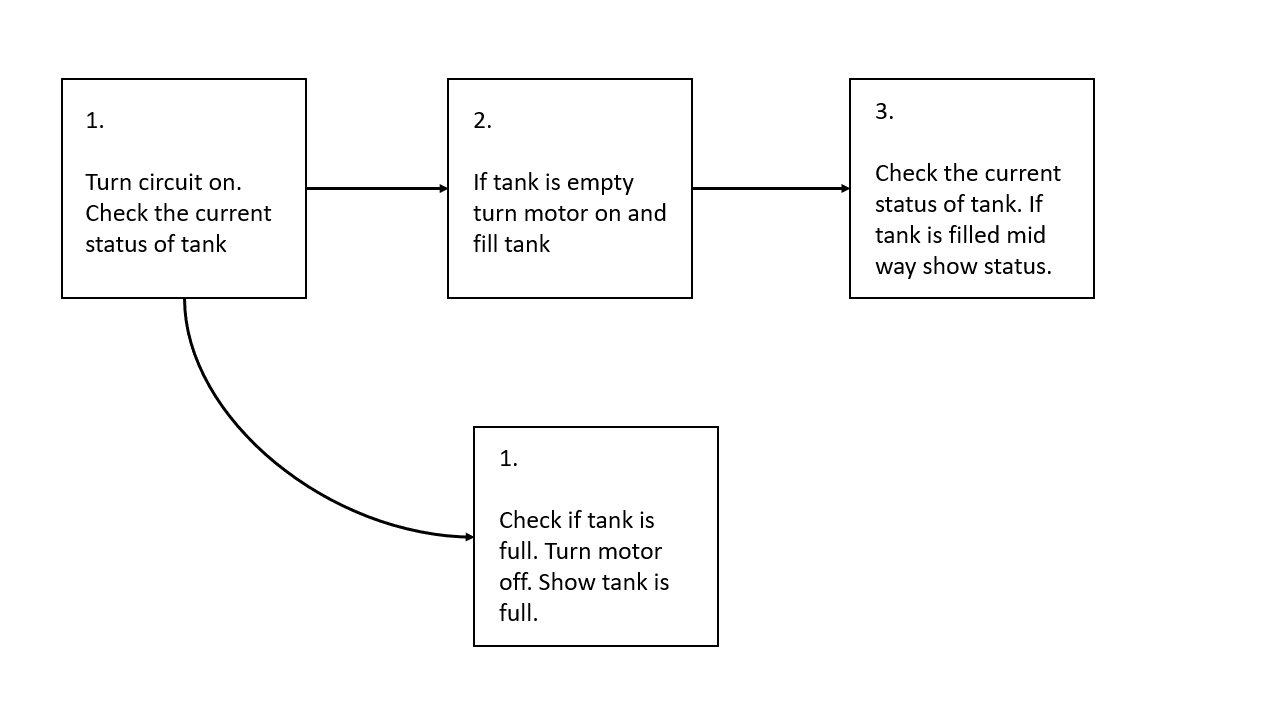 1.
Turn circuit on.
Check the current
status of tank
2.
If tank is empty
turn motor on and
fill tank
3.
Check the current
status of tank. If
tank is filled mid
way show status.
1.
Check if tank is
full. Turn motor
off. Show tank is
full.